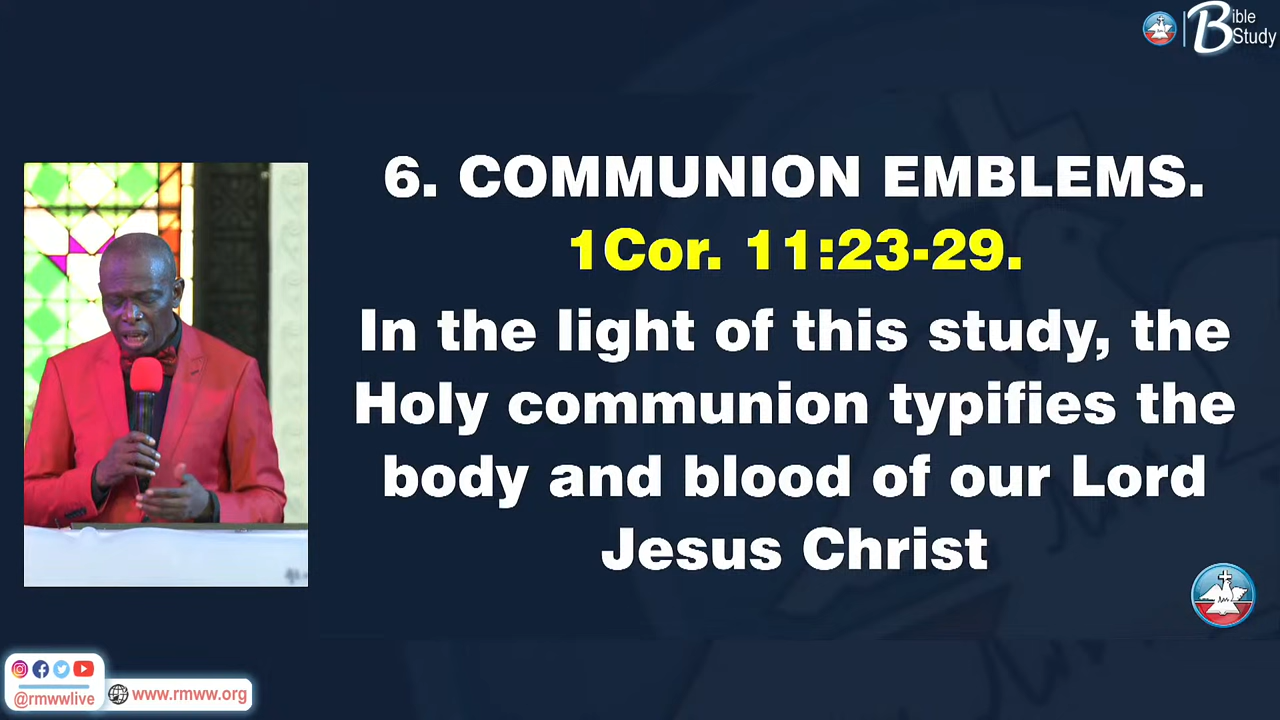 Bible
Study
6. COMMUNION EMBLEMS.
1Cor. 11:23-29.
In the light of this study, the
Holy communion typifies the
body and blood of our Lord
Jesus Christ
@rmwwlive
www.rmww.org